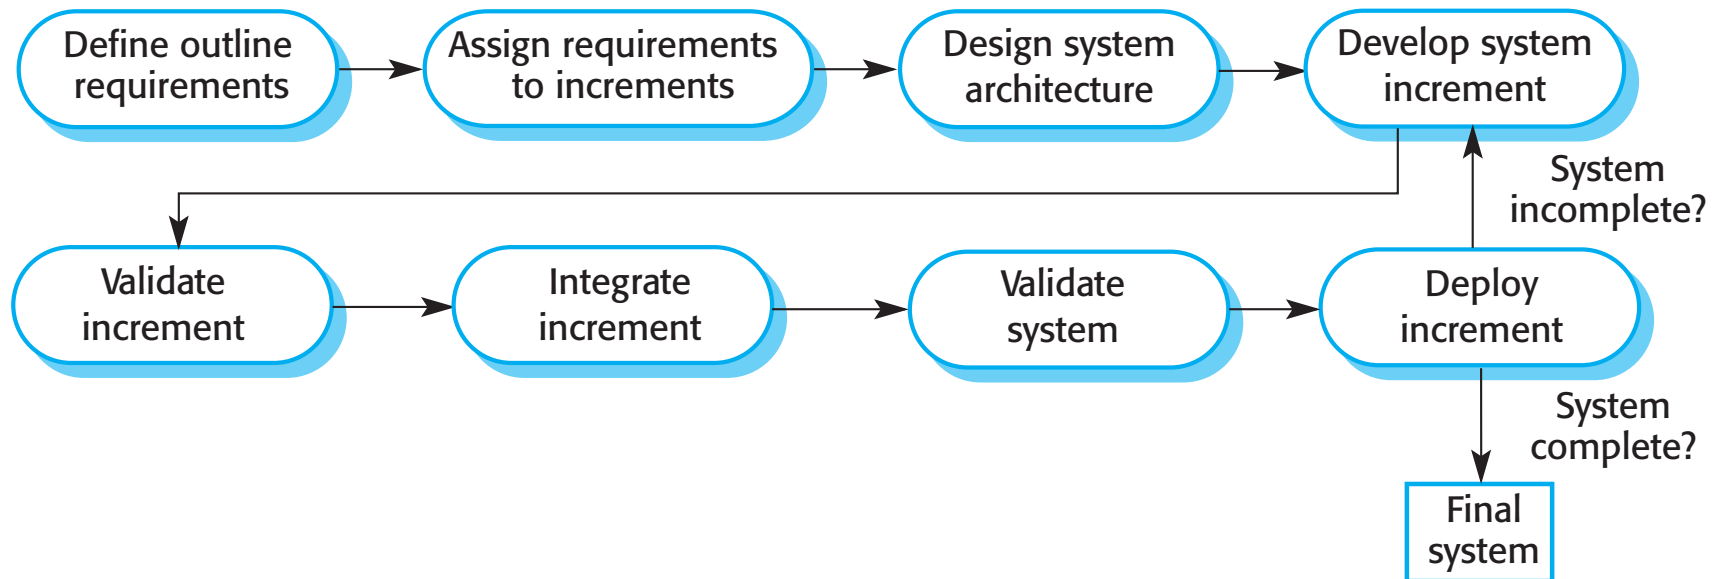 Define outline
requirements
Assign requirements
to increments
Design system
architecture
Develop system
increment
System
incomplete?
Validate
increment
Integrate
increment
Validate
system
Deploy
increment
System
complete?
Final
system